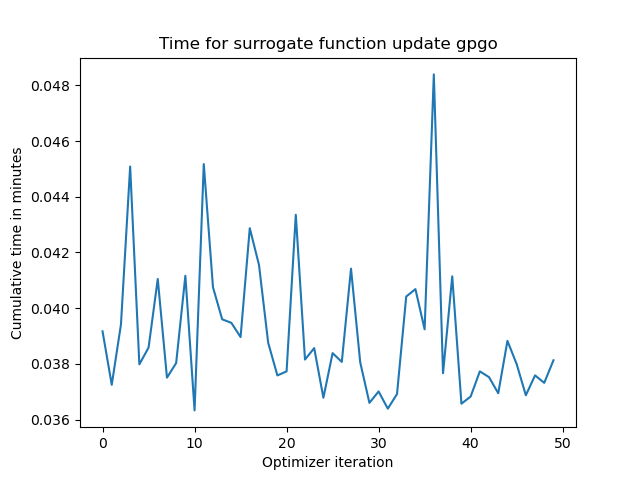 Time for surrogate function update gpgo
0.048
0.046
0.044
0.042
0.040
0.038
0.036
Cumulative time in minutes
0 10 20 30 40 50
Optimizer iteration